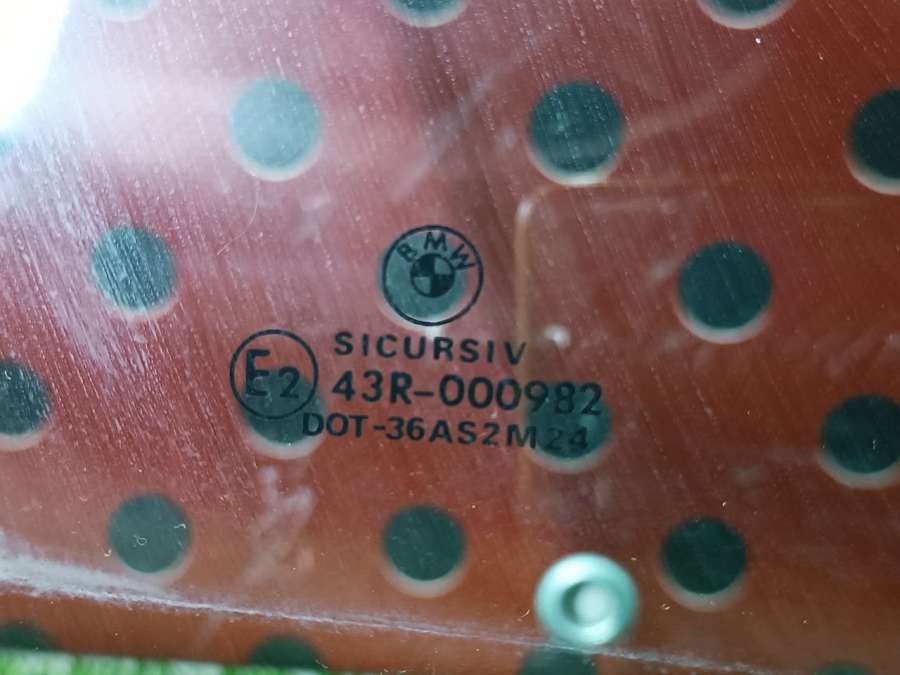 BMW
SICURSIV
E2 43R-000982
DOT-36AS2M24